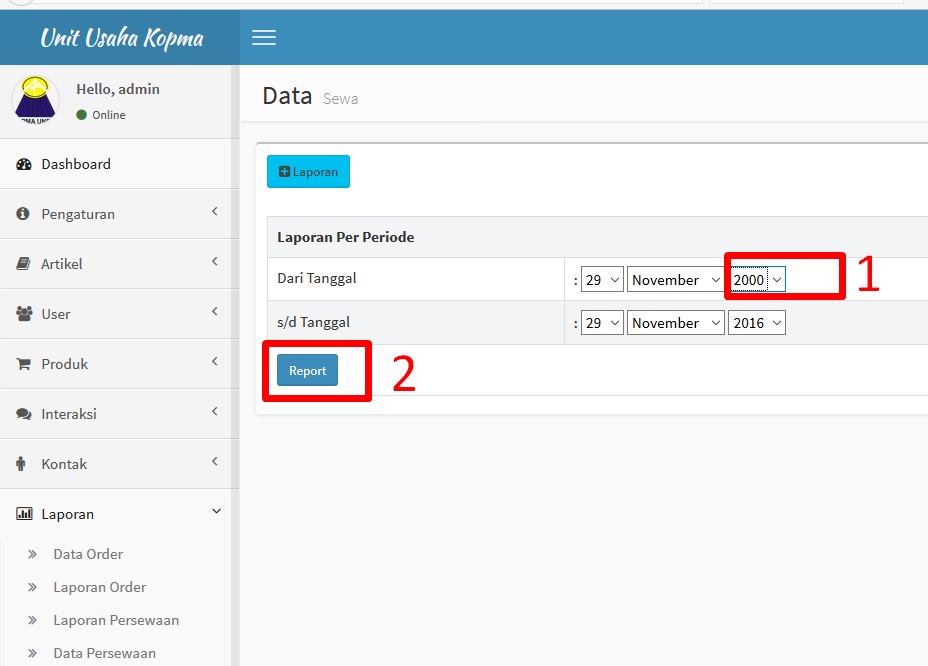 Unit Usaha Kopma
Hello, admin
Online
Dashboard
Pengaturan
Artikel
User
Produk
Interaksi
Kontak
Laporan
Data Order
Laporan Order
Laporan Persewaan
Data Persewaan
Data Sewa
Laporan
Laporan Per Periode
Dari Tanggal : 29 November 2000 1
s/d Tanggal : 29 November 2016
Report 2